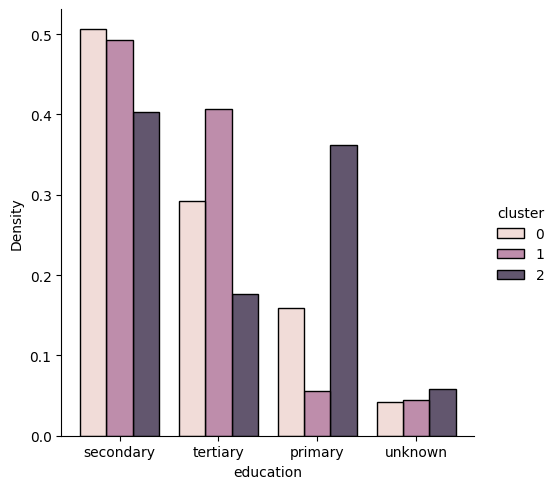 0.5
0.4
0.3
0.2
0.1
0.0
Density
secondary
tertiary
primary
unknown
education
cluster
0
1
2